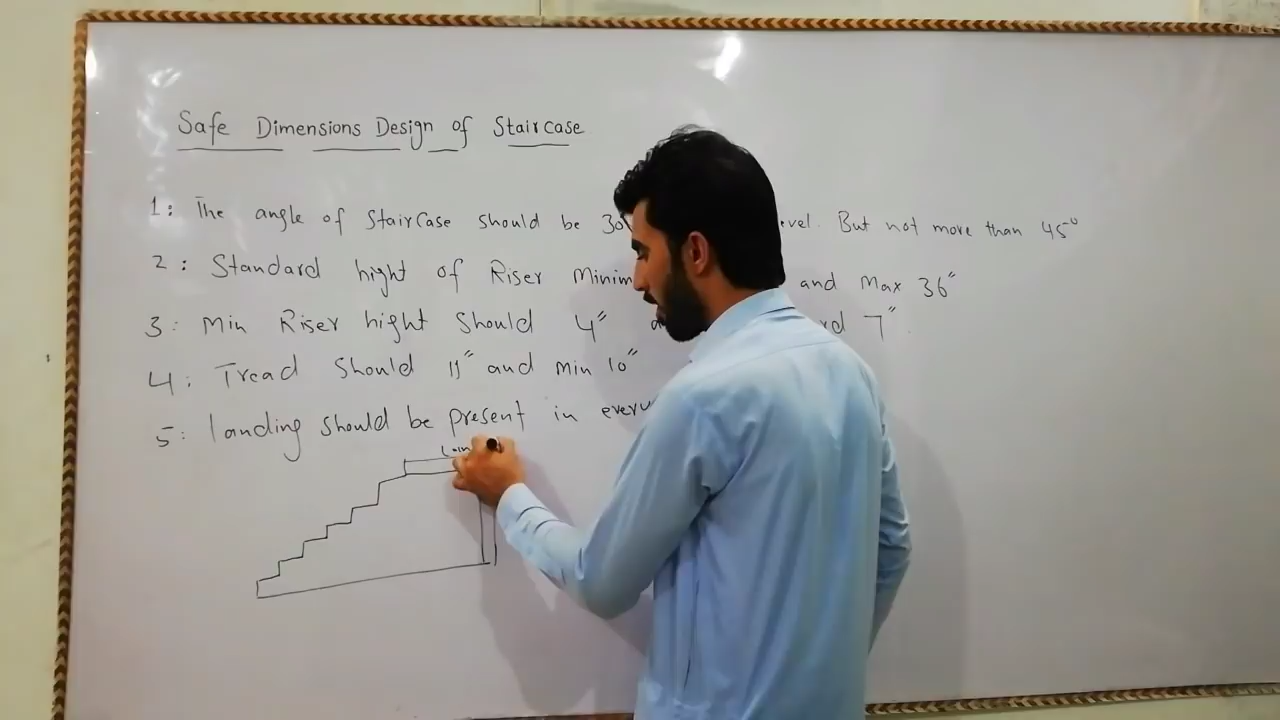 Safe Dimensions Design of Staircase
1: The angle of StairCase should be 30 evel. But not more than 45°
2: Standard hight of Riser Minim and Max 36"
3: Min Riser hight Should 4" rd 7"
4: Tread Should 11" and Min 10"
5: landing should be present in every